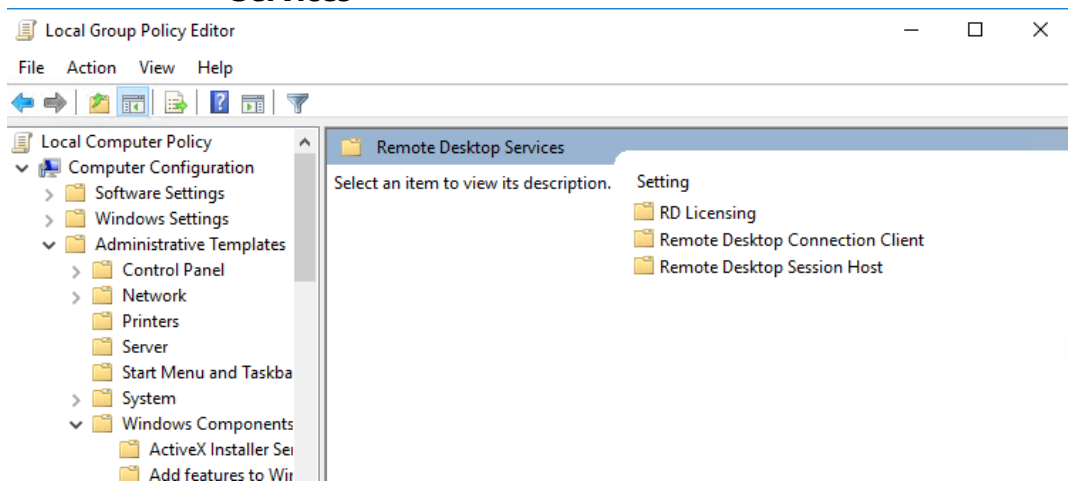 Services
Local Group Policy Editor
File Action View Help
Local Computer Policy
Computer Configuration
Software Settings
Windows Settings
Administrative Templates
Control Panel
Network
Printers
Server
Start Menu and Taskba
System
Windows Components
ActiveX Installer Ser
Add features to Wir
Remote Desktop Services
Select an item to view its description.
Setting
RD Licensing
Remote Desktop Connection Client
Remote Desktop Session Host